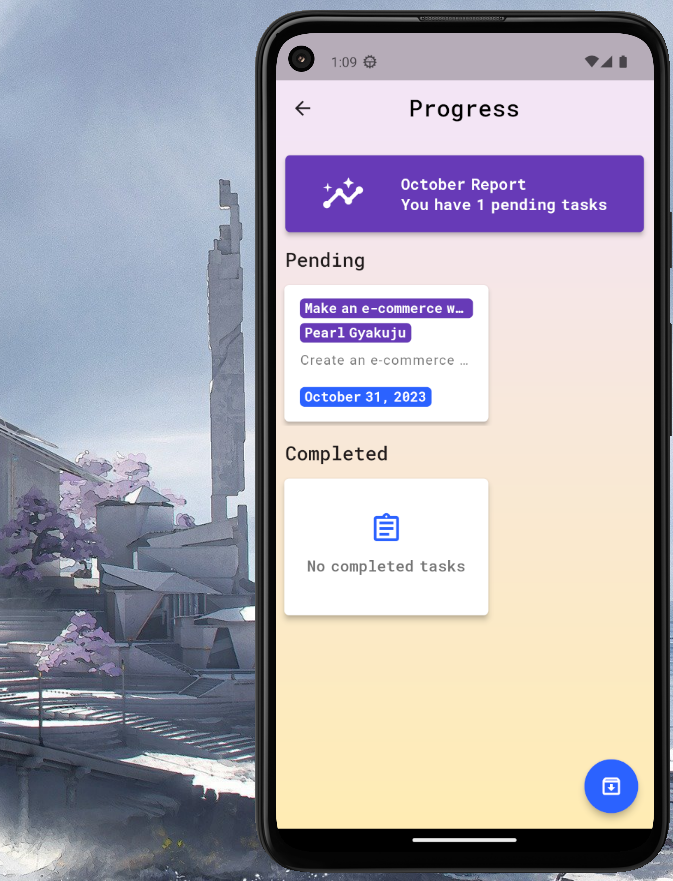 1:09
Progress
October Report
You have 1 pending tasks
Pending
Make an e-commerce w…
Pearl Gyakuju
Create an e-commerce …
October 31, 2023
Completed
No completed tasks